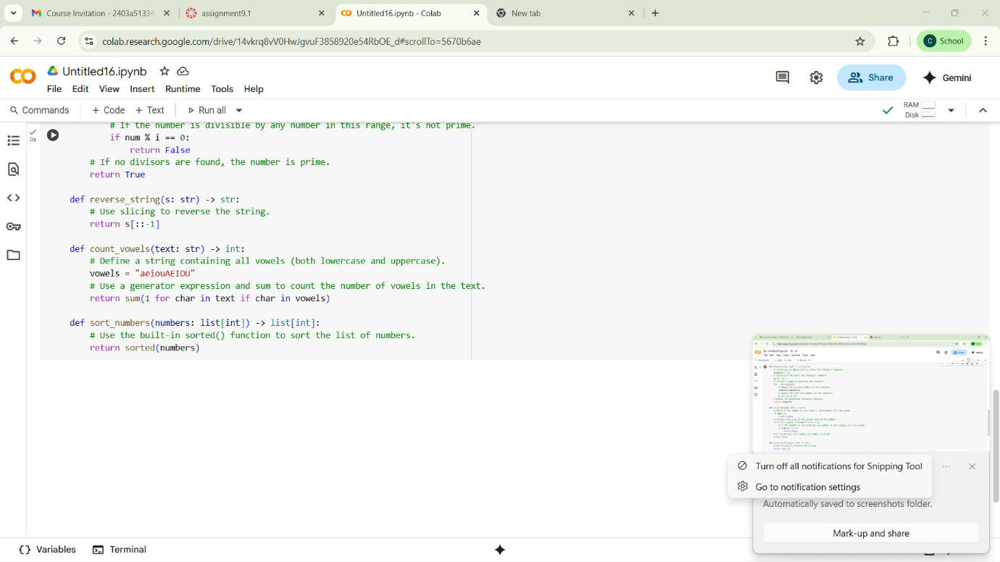 Course Invitation - 2403a51334
assignment9.1
Untitled16.ipynb - Colab
New tab
colab.research.google.com/drive/14vkrq8vV0HwJgvuF3858920e54RbOE_d#scrollTo=5670b6ae
C School
CO Untitled16.ipynb
File Edit View Insert Runtime Tools Help
Share
Gemini
Commands + Code + Text Run all
RAM
Disk
0s
# If the number is divisible by any number in this range, it's not prime.
if num % i == 0:
return False
# If no divisors are found, the number is prime.
return True
def reverse_string(s: str) -> str:
# Use slicing to reverse the string.
return s[::-1]
def count_vowels(text: str) -> int:
# Define a string containing all vowels (both lowercase and uppercase).
vowels = "aeiouAEIOU"
# Use a generator expression and sum to count the number of vowels in the text.
return sum(1 for char in text if char in vowels)
def sort_numbers(numbers: list[int]) -> list[int]:
# Use the built-in sorted() function to sort the list of numbers.
return sorted(numbers)
Turn off all notifications for Snipping Tool
Go to notification settings
Automatically saved to screenshots folder.
Mark-up and share
Variables Terminal